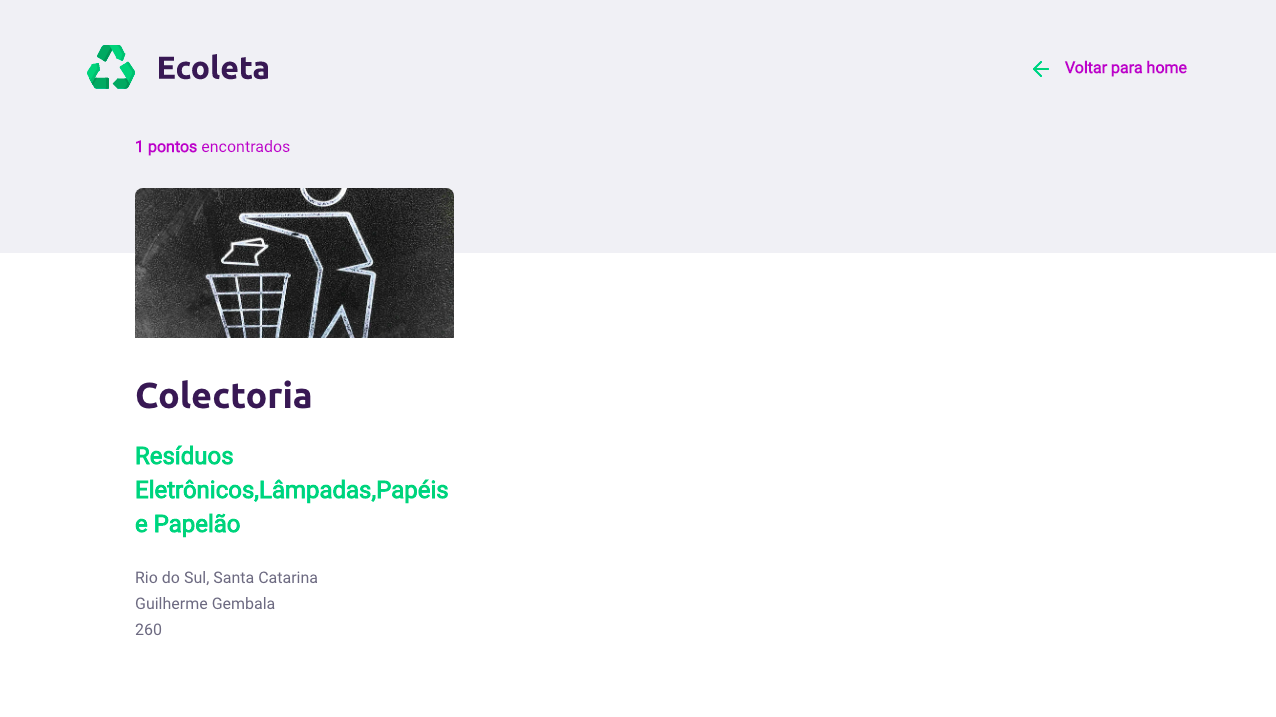 Ecoleta
Voltar para home
1 pontos encontrados
Colectoria
Resíduos
Eletrônicos,Lâmpadas,Papéis
e Papelão
Rio do Sul, Santa Catarina
Guilherme Gembala
260